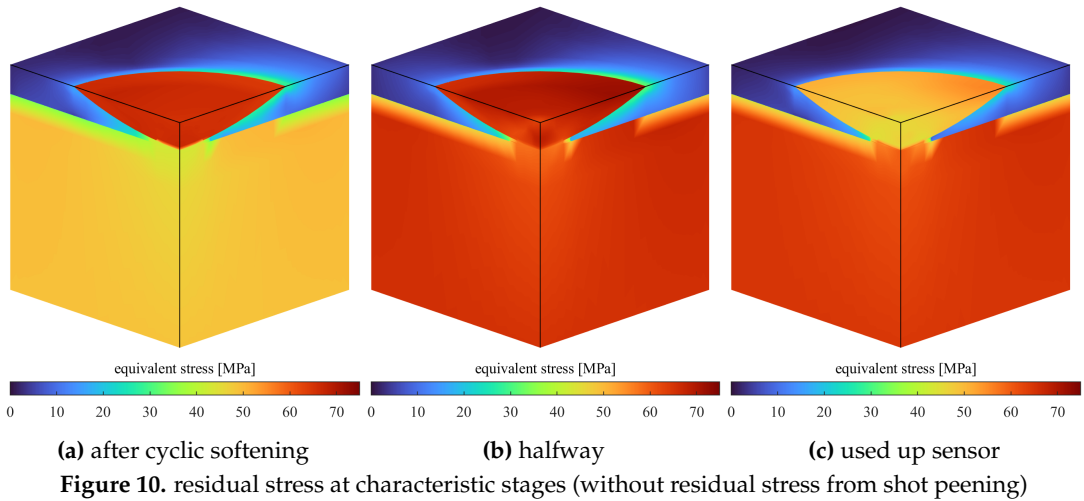 equivalent stress [MPa] equivalent stress [MPa] equivalent stress [MPa]
0 10 20 30 40 50 60 70 0 10 20 30 40 50 60 70 0 10 20 30 40 50 60 70
(a) after cyclic softening (b) halfway (c) used up sensor
Figure 10. residual stress at characteristic stages (without residual stress from shot peening)